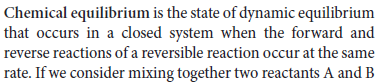 Chemical equilibrium is the state of dynamic equilibrium
that occurs in a closed system when the forward and
reverse reactions of a reversible reaction occur at the same
rate. If we consider mixing together two reactants A and B